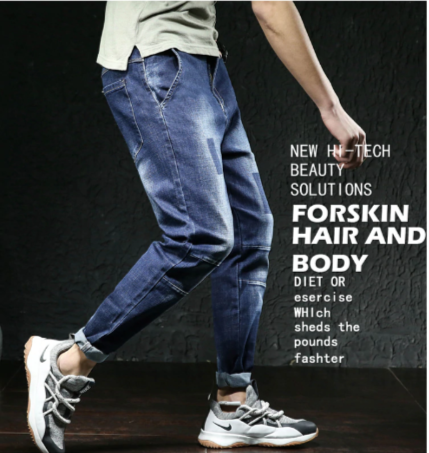 NEW HI-TECH
BEAUTY
SOLUTIONS
FORSKIN
HAIR AND
BODY
DIET OR
esercise
WHIch
sheds the
pounds
fashter